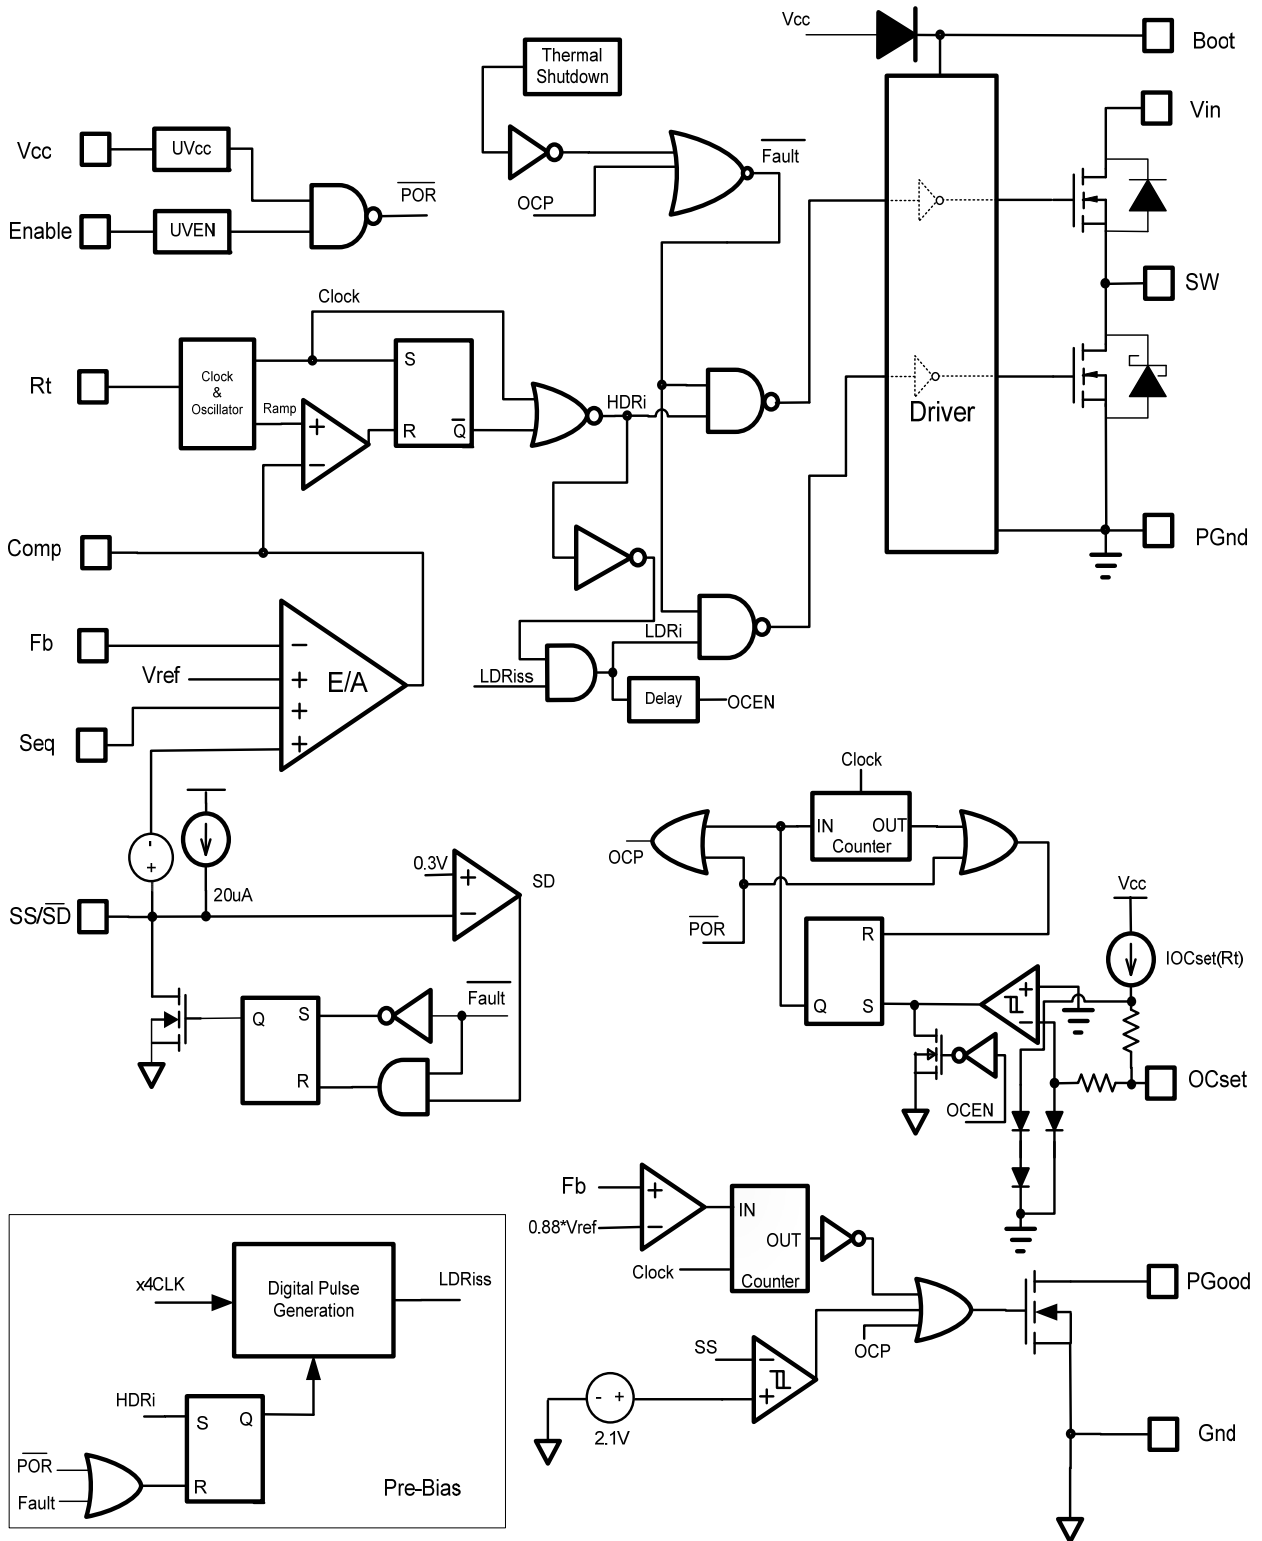 Vcc
Boot
Thermal
Shutdown
Vin
Vcc
UVcc
Fault
POR
OCP
Enable
UVEN
SW
Clock
Rt
Clock
&
Oscillator
S
Ramp
+
R
Q
HDRi
Driver
−
Comp
PGnd
Fb
−
LDRi
Vref
+
E/A
LDRiss
+
Delay
OCEN
Seq
+
Clock
IN
OUT
Counter
OCP
-
+
20uA
0.3V
+
SD
Vcc
SS/SD
−
POR
R
IOCset(Rt)
Fault
+
Q
S
−
Q
S
R
OCset
OCEN
Fb
+
IN
0.88*Vref
−
OUT
Clock
Counter
PGood
x4CLK
Digital Pulse
Generation
LDRiss
SS
−
OCP
- +
+
2.1V
HDRi
S
Q
Gnd
POR
R
Pre-Bias
Fault